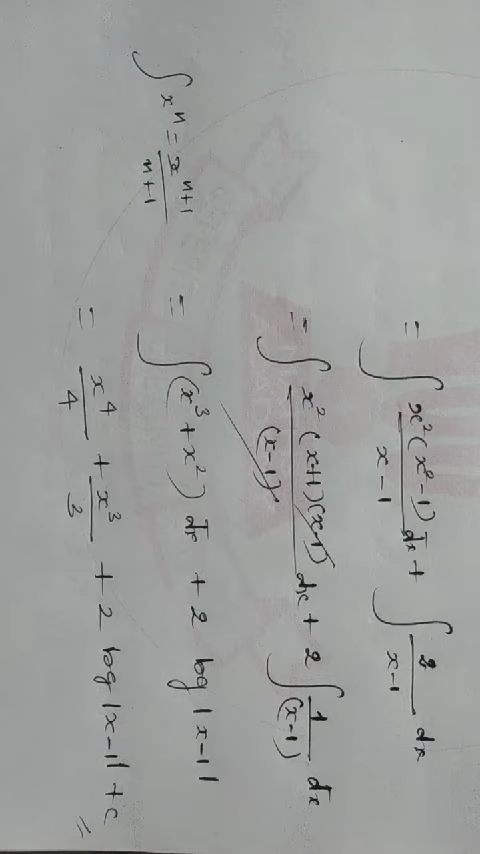 = ∫ x²(x²-1)/x-1 dx + ∫ 2/x-1 dx
= ∫ x²(x+1)(x-1)/(x-1) dx + 2 ∫ 1/(x-1) dx
= ∫(x³+x²) dx + 2 log|x-1|
∫xⁿ = xⁿ⁺¹/n+1
= x⁴/4 + x³/3 + 2 log|x-1| + c =